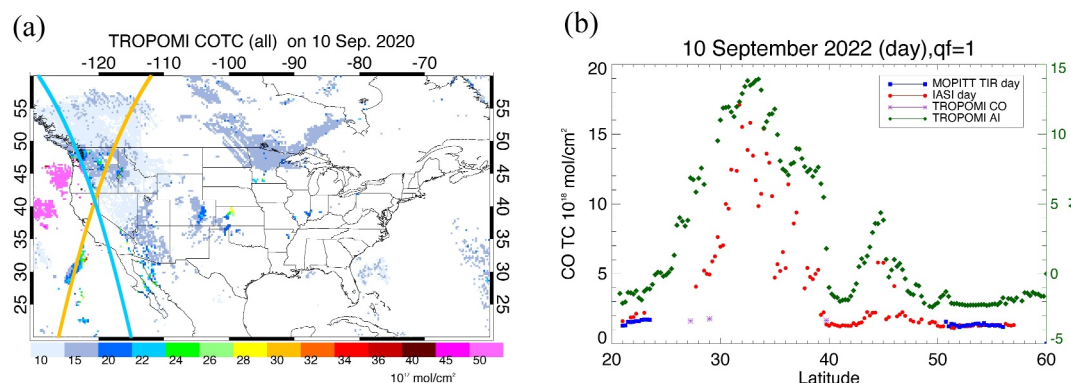 (a)
TROPOMI COTC (all) on 10 Sep. 2020
-120 -110 -100 -90 -80 -70
55 50 45 40 35 30 25
55 50 45 40 35 30 25
10 15 20 22 24 26 28 30 32 34 36 40 45 50
10¹⁷ mol/cm²
(b)
10 September 2022 (day),qf=1
MOPITT TIR day
IASI day
TROPOMI CO
TROPOMI AI
CO TC 10¹⁸ mol/cm²
20
15
10
5
0
15
10
5
0
-5
20 30 40 50 60
Latitude